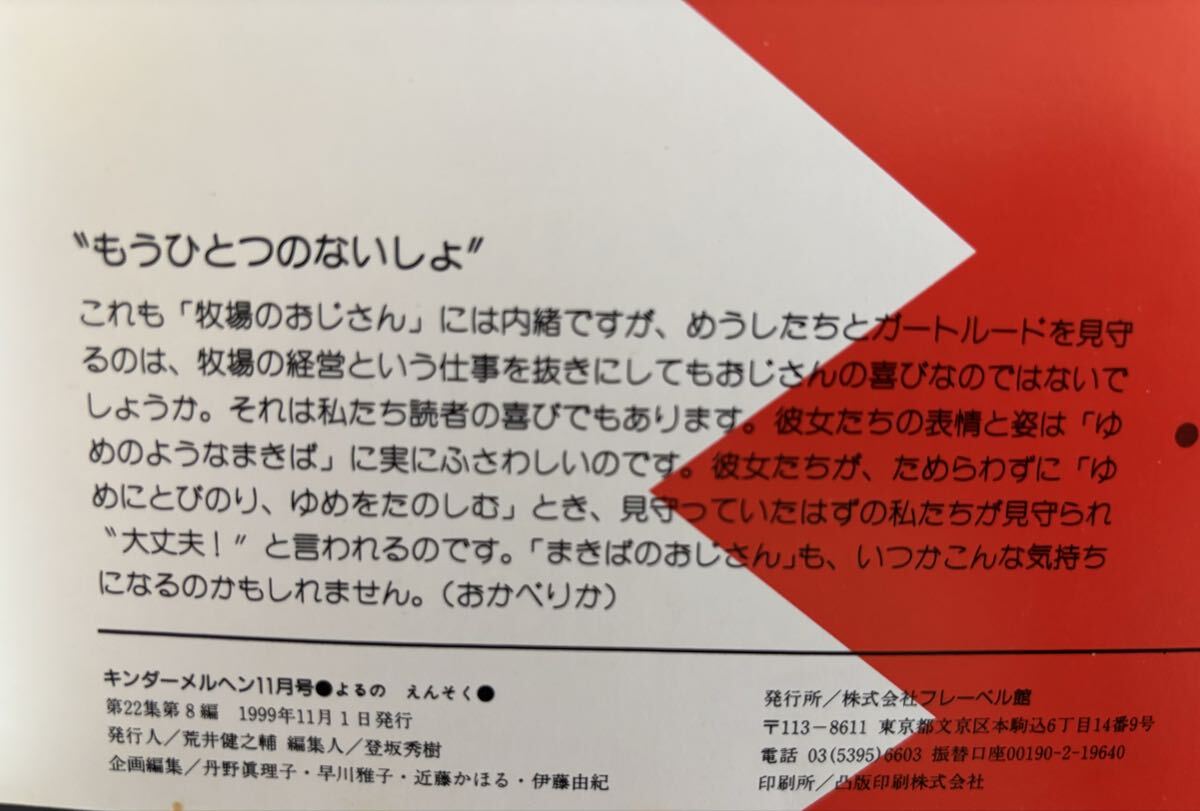 〝もうひとつのないしょ〟
これも「牧場のおじさん」には内緒ですが、めうしたちとガートルードを見守
るのは、牧場の経営という仕事を抜きにしてもおじさんの喜びなのではないで
しょうか。それは私たち読者の喜びでもあります。彼女たちの表情と姿は「ゆ
めのようなまきば」に実にふさわしいのです。彼女たちが、ためらわずに「ゆ
めにとびのり、ゆめをたのしむ」とき、見守っていたはずの私たちが見守られ
〝大丈夫！〟と言われるのです。「まきばのおじさん」も、いつかこんな気持ち
になるのかもしれません。（おかべりか）
キンダーメルヘン11月号●よるの　えんそく●
第22集第8編　1999年11月1日発行
発行人／荒井健之輔 編集人／登坂秀樹
企画編集／丹野眞理子・早川雅子・近藤かほる・伊藤由紀
発行所／株式会社フレーベル館
〒113－8611 東京都文京区本駒込6丁目14番9号
電話 03(5395)6603 振替口座00190-2-19640
印刷所／凸版印刷株式会社